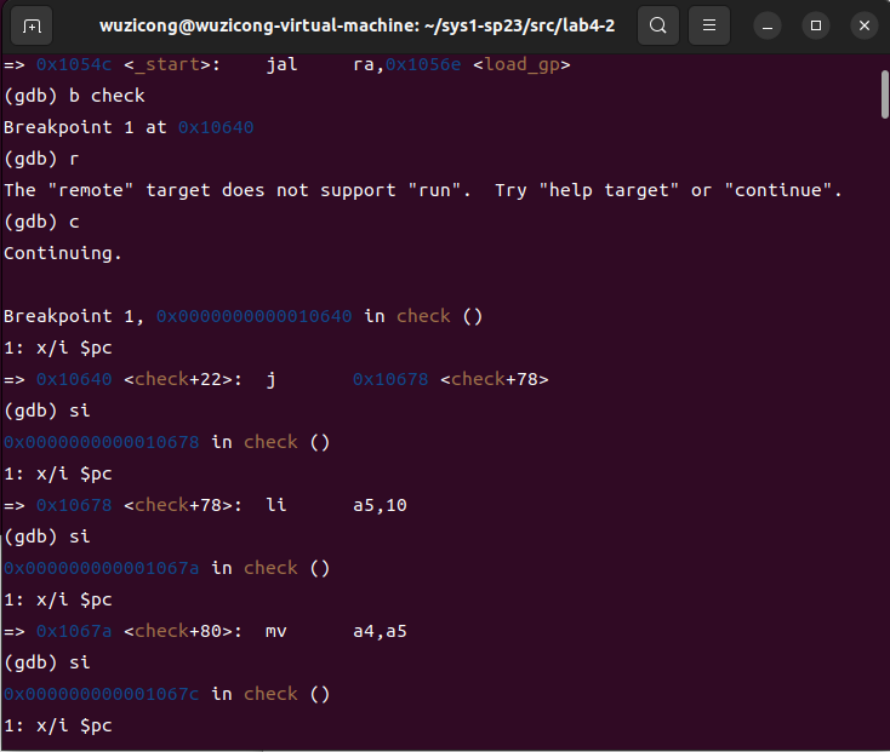 wuzicong@wuzicong-virtual-machine: ~/sys1-sp23/src/lab4-2
=> 0x1054c <_start>:    jal     ra,0x1056e <load_gp>
(gdb) b check
Breakpoint 1 at 0x10640
(gdb) r
The "remote" target does not support "run".  Try "help target" or "continue".
(gdb) c
Continuing.

Breakpoint 1, 0x0000000000010640 in check ()
1: x/i $pc
=> 0x10640 <check+22>:  j       0x10678 <check+78>
(gdb) si
0x0000000000010678 in check ()
1: x/i $pc
=> 0x10678 <check+78>:  li      a5,10
(gdb) si
0x000000000001067a in check ()
1: x/i $pc
=> 0x1067a <check+80>:  mv      a4,a5
(gdb) si
0x000000000001067c in check ()
1: x/i $pc